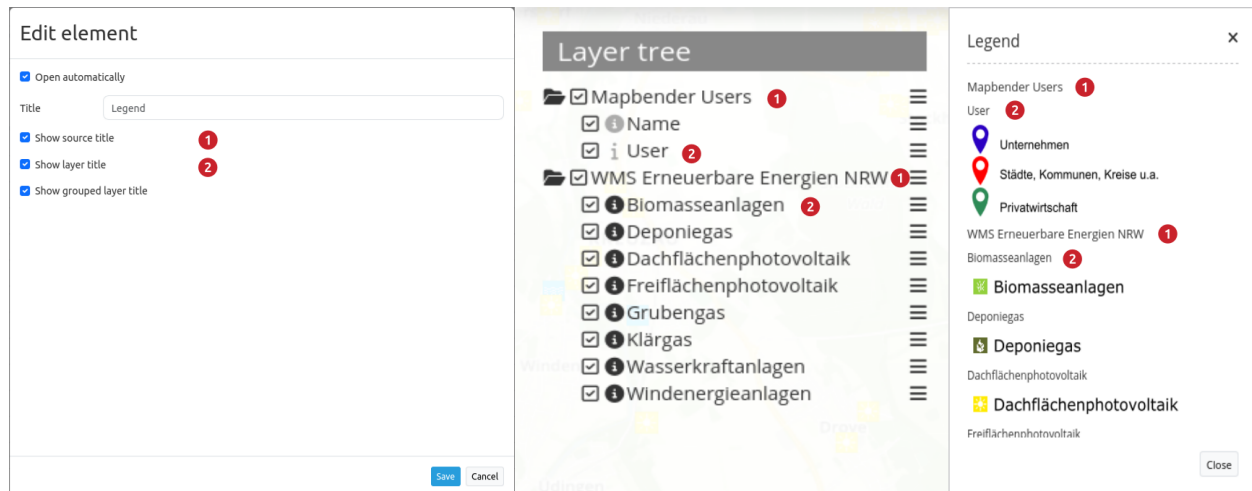 Edit element
Open automatically
Title
Legend
Show source title
1
Show layer title
2
Show grouped layer title
Save
Cancel
Layer tree
Mapbender Users 1
Name
User 2
WMS Erneuerbare Energien NRW 1
Biomasseanlagen 2
Deponiegas
Dachflächenphotovoltaik
Freiflächenphotovoltaik
Grubengas
Klärgas
Wasserkraftanlagen
Windenergieanlagen
Drove
Legend
Mapbender Users 1
User 2
Unternehmen
Städte, Kommunen, Kreise u.a.
Privatwirtschaft
WMS Erneuerbare Energien NRW 1
Biomasseanlagen 2
Biomasseanlagen
Deponiegas
Deponiegas
Dachflächenphotovoltaik
Dachflächenphotovoltaik
Freiflächenphotovoltaik
Close